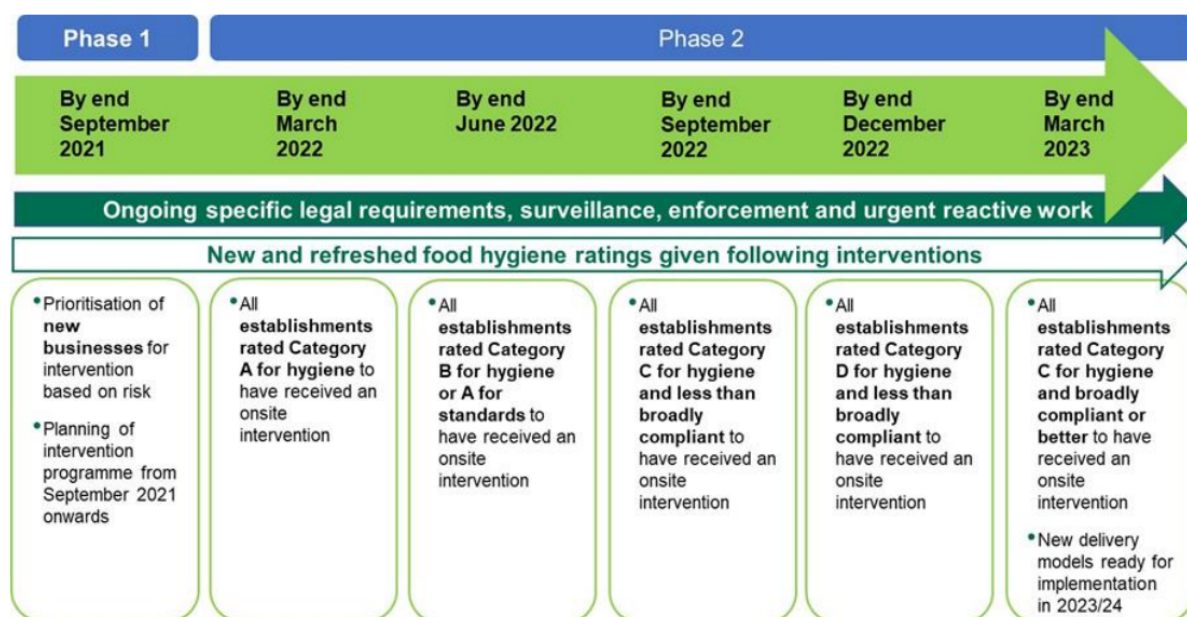 Phase 1
Phase 2
By end
September
2021
By end
March
2022
By end
June 2022
By end
September
2022
By end
December
2022
By end
March
2023
Ongoing specific legal requirements, surveillance, enforcement and urgent reactive work
New and refreshed food hygiene ratings given following interventions
•Prioritisation of
new
businesses for
intervention
based on risk
•Planning of
intervention
programme from
September 2021
onwards
•All
establishments
rated Category
A for hygiene to
have received an
onsite
intervention
•All
establishments
rated Category
B for hygiene
or A for
standards to
have received an
onsite
intervention
•All
establishments
rated Category
C for hygiene
and less than
broadly
compliant to
have received an
onsite
intervention
•All
establishments
rated Category
D for hygiene
and less than
broadly
compliant to
have received an
onsite
intervention
•All
establishments
rated Category
C for hygiene
and broadly
compliant or
better to have
received an
onsite
intervention
•New delivery
models ready for
implementation
in 2023/24